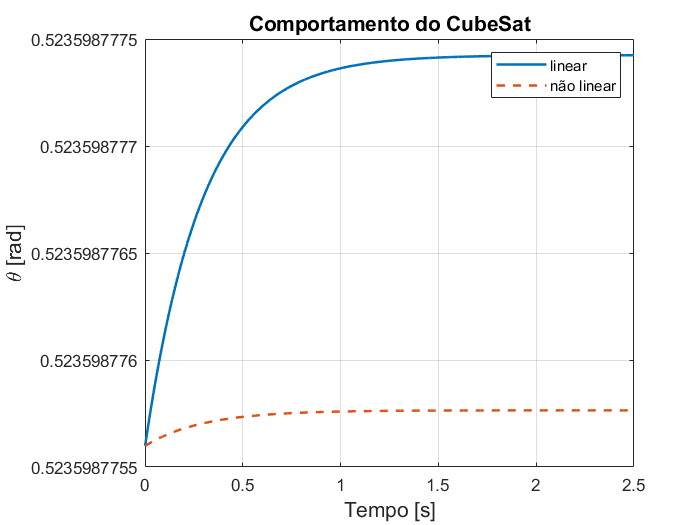 Comportamento do CubeSat
0.5235987775
0.523598777
0.5235987765
0.523598776
0.5235987755
θ [rad]
linear
não linear
0 0.5 1 1.5 2 2.5
Tempo [s]